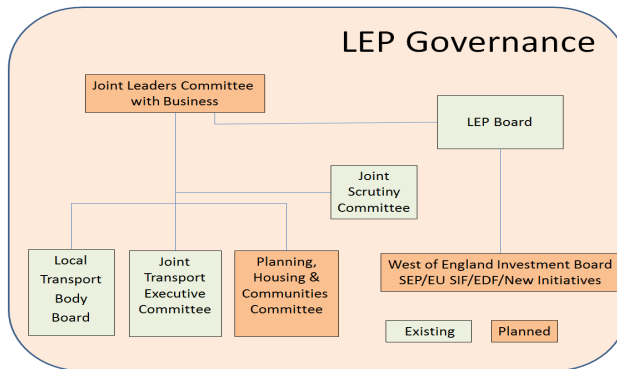 LEP Governance
Joint Leaders Committee
with Business
LEP Board
Joint
Scrutiny
Committee
Local
Transport
Body
Board
Joint
Transport
Executive
Committee
Planning,
Housing &
Communities
Committee
West of England Investment Board
SEP/EU SIF/EDF/New Initiatives
Existing
Planned